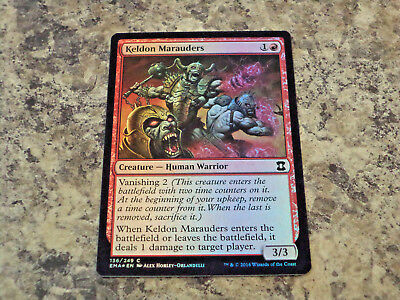 Keldon Marauders 1
Creature — Human Warrior
Vanishing 2 (This creature enters the
battlefield with two time counters on it.
At the beginning of your upkeep, remove
a time counter from it. When the last is
removed, sacrifice it.)
When Keldon Marauders enters the
battlefield or leaves the battlefield, it
deals 1 damage to target player.
3/3
136/249 C
EMA EN Alex Horley-Orlandelli
™ & © 2016 Wizards of the Coast